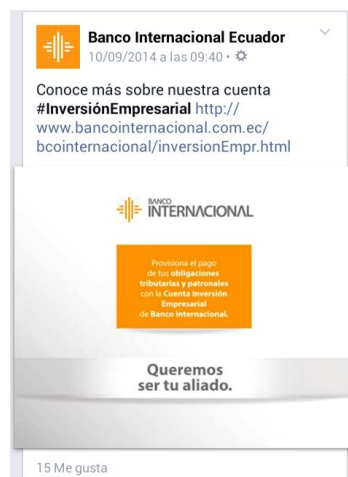 Banco Internacional Ecuador
10/09/2014 a las 09:40 ·
Conoce más sobre nuestra cuenta
#InversiónEmpresarial http://
www.bancointernacional.com.ec/
bcointernacional/inversionEmpr.html
BANCO
INTERNACIONAL
Provisiona el pago
de tus obligaciones
tributarias y patronales
con la Cuenta Inversión
Empresarial
de Banco Internacional.
Queremos
ser tu aliado.
15 Me gusta